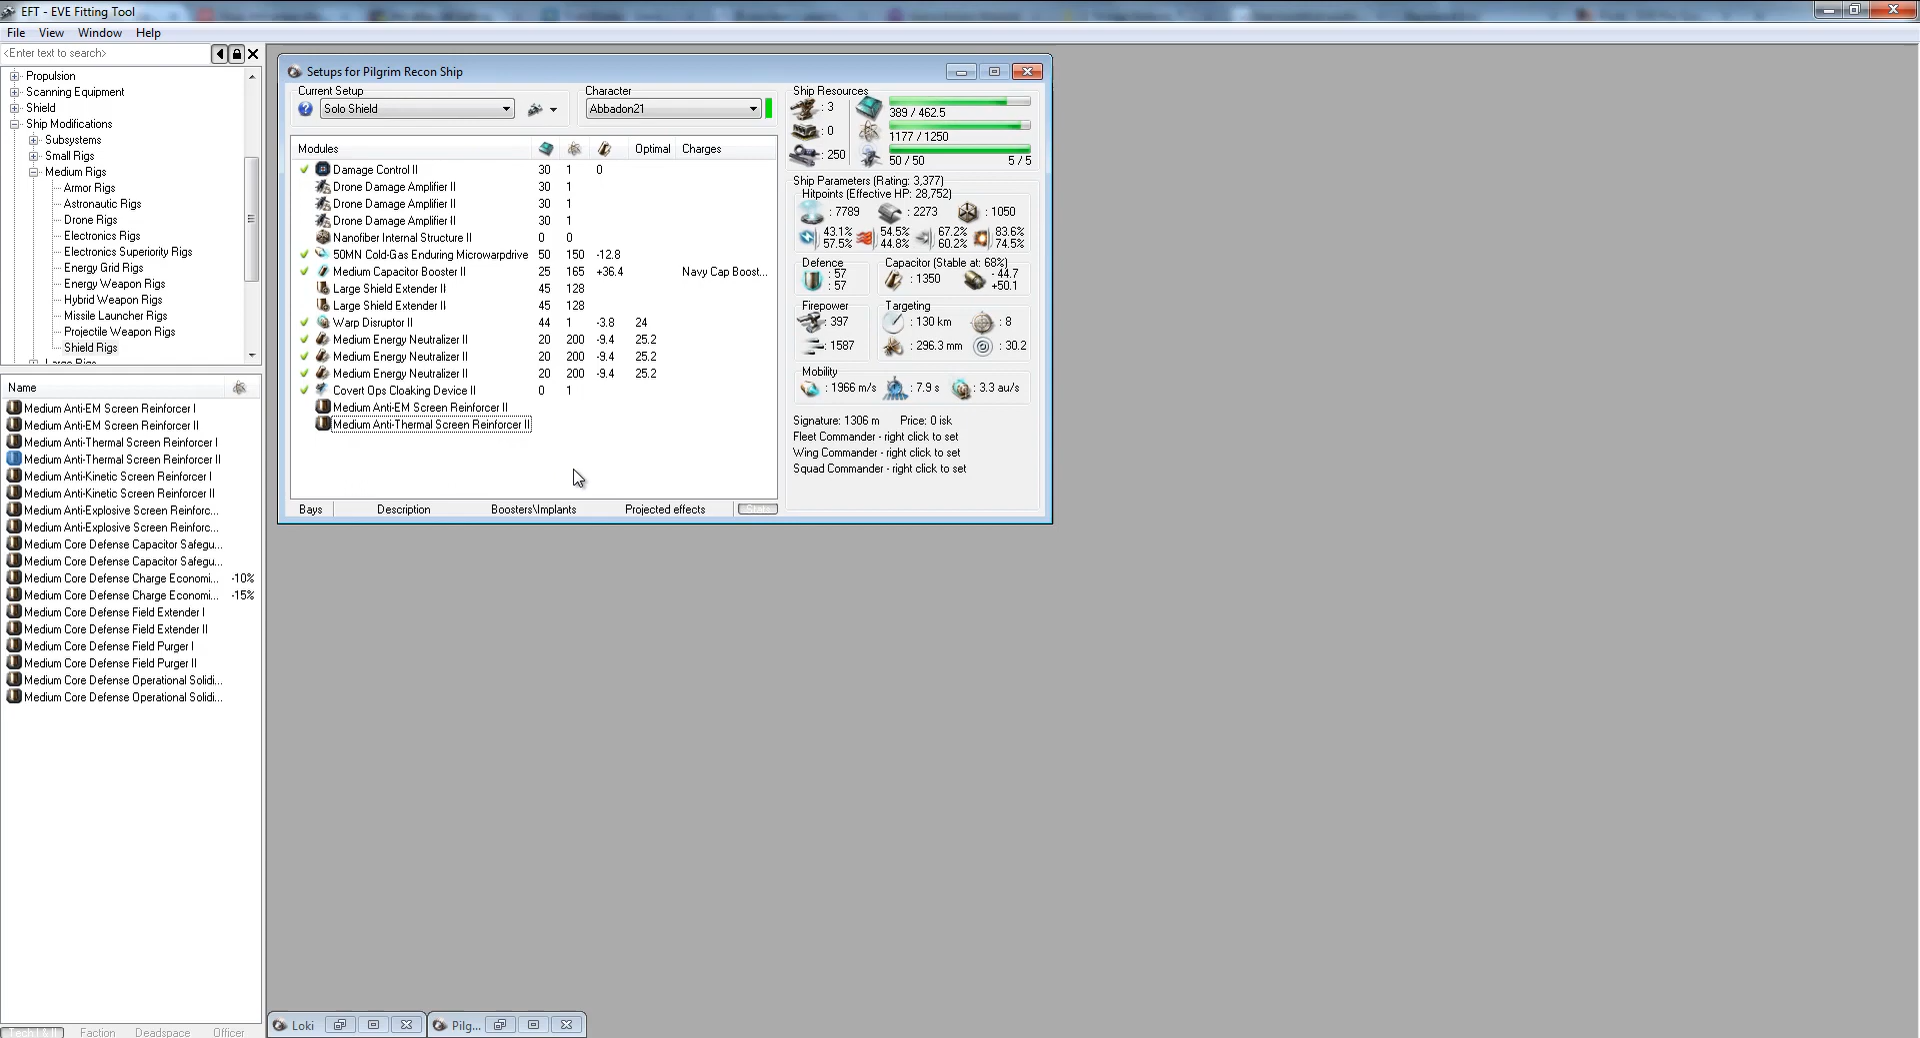 EFT - EVE Fitting Tool
File View Window Help
<Enter text to search>
Propulsion
Scanning Equipment
Shield
Ship Modifications
Subsystems
Small Rigs
Medium Rigs
Armor Rigs
Astronautic Rigs
Drone Rigs
Electronics Rigs
Electronics Superiority Rigs
Energy Grid Rigs
Energy Weapon Rigs
Hybrid Weapon Rigs
Missile Launcher Rigs
Projectile Weapon Rigs
Shield Rigs
Large Rigs
Name
Medium Anti-EM Screen Reinforcer I
Medium Anti-EM Screen Reinforcer II
Medium Anti-Thermal Screen Reinforcer I
Medium Anti-Thermal Screen Reinforcer II
Medium Anti-Kinetic Screen Reinforcer I
Medium Anti-Kinetic Screen Reinforcer II
Medium Anti-Explosive Screen Reinforc...
Medium Anti-Explosive Screen Reinforc...
Medium Core Defense Capacitor Safegu...
Medium Core Defense Capacitor Safegu...
Medium Core Defense Charge Economi... -10%
Medium Core Defense Charge Economi... -15%
Medium Core Defense Field Extender I
Medium Core Defense Field Extender II
Medium Core Defense Field Purger I
Medium Core Defense Field Purger II
Medium Core Defense Operational Solidi...
Medium Core Defense Operational Solidi...
Tech I & II Faction Deadspace Officer
Setups for Pilgrim Recon Ship
Current Setup
Solo Shield
Character
Abbadon21
Modules Optimal Charges
Damage Control II 30 1 0
Drone Damage Amplifier II 30 1
Drone Damage Amplifier II 30 1
Drone Damage Amplifier II 30 1
Nanofiber Internal Structure II 0 0
50MN Cold-Gas Enduring Microwarpdrive 50 150 -12.8
Medium Capacitor Booster II 25 165 +36.4 Navy Cap Boost...
Large Shield Extender II 45 128
Large Shield Extender II 45 128
Warp Disruptor II 44 1 -3.8 24
Medium Energy Neutralizer II 20 200 -9.4 25.2
Medium Energy Neutralizer II 20 200 -9.4 25.2
Medium Energy Neutralizer II 20 200 -9.4 25.2
Covert Ops Cloaking Device II 0 1
Medium Anti-EM Screen Reinforcer II
Medium Anti-Thermal Screen Reinforcer II
Bays Description Boosters\Implants Projected effects
Ship Resources
: 3 389 / 462.5
: 0 1177 / 1250
: 250 50 / 50 5 / 5
Ship Parameters (Rating: 3,377)
Hitpoints (Effective HP: 28,752)
: 7789 : 2273 : 1050
43.1% 54.5% 67.2% 83.6%
57.5% 44.8% 60.2% 74.5%
Defence
: 57
: 57
Capacitor (Stable at: 68%)
: 1350 - 44.7
+50.1
Firepower
: 397
: 1587
Targeting
: 130 km : 8
: 296.3 mm : 30.2
Mobility
: 1966 m/s : 7.9 s : 3.3 au/s
Signature: 1306 m Price: 0 isk
Fleet Commander - right click to set
Wing Commander - right click to set
Squad Commander - right click to set
Loki
Pilg...